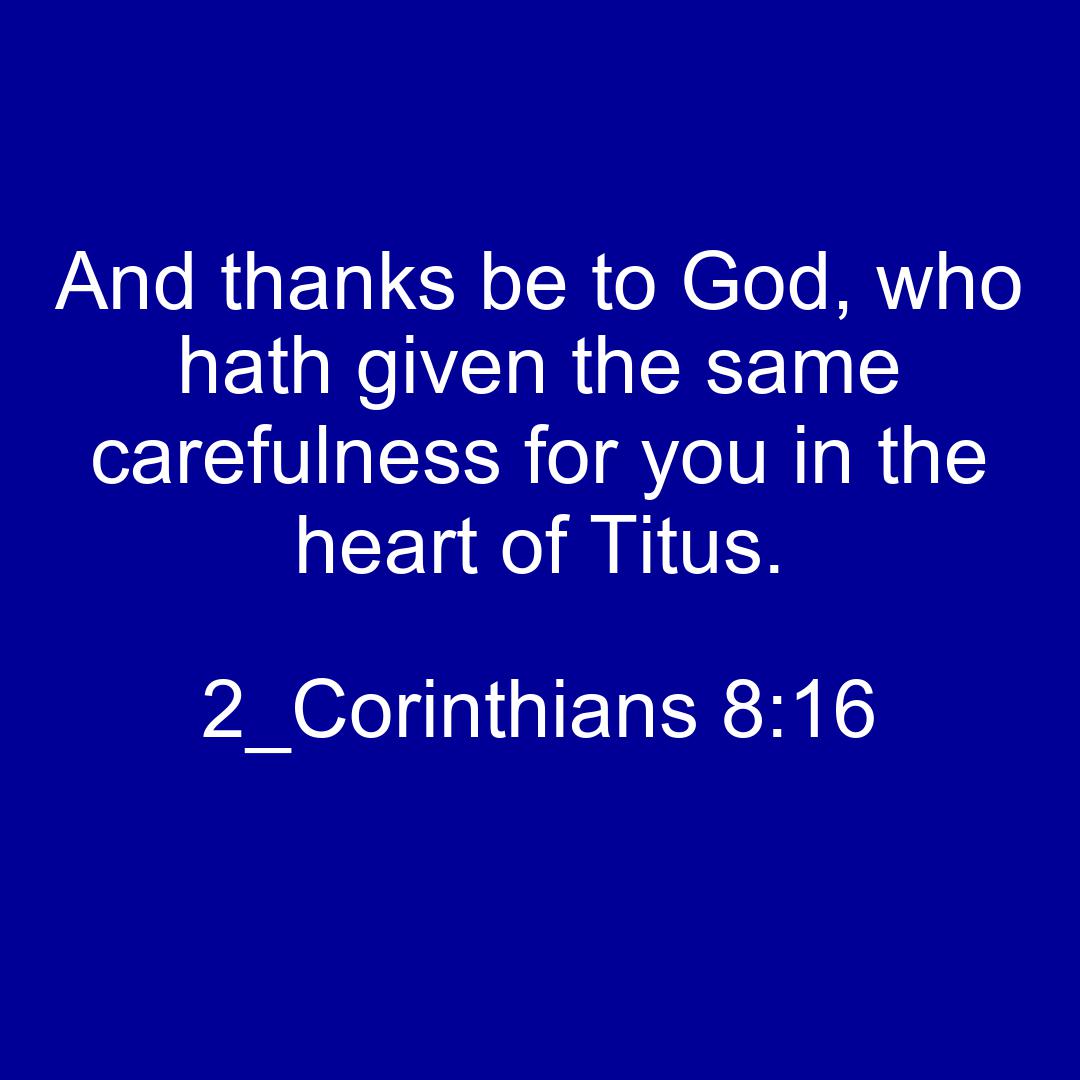 And thanks be to God, who
hath given the same
carefulness for you in the
heart of Titus.
2_Corinthians 8:16